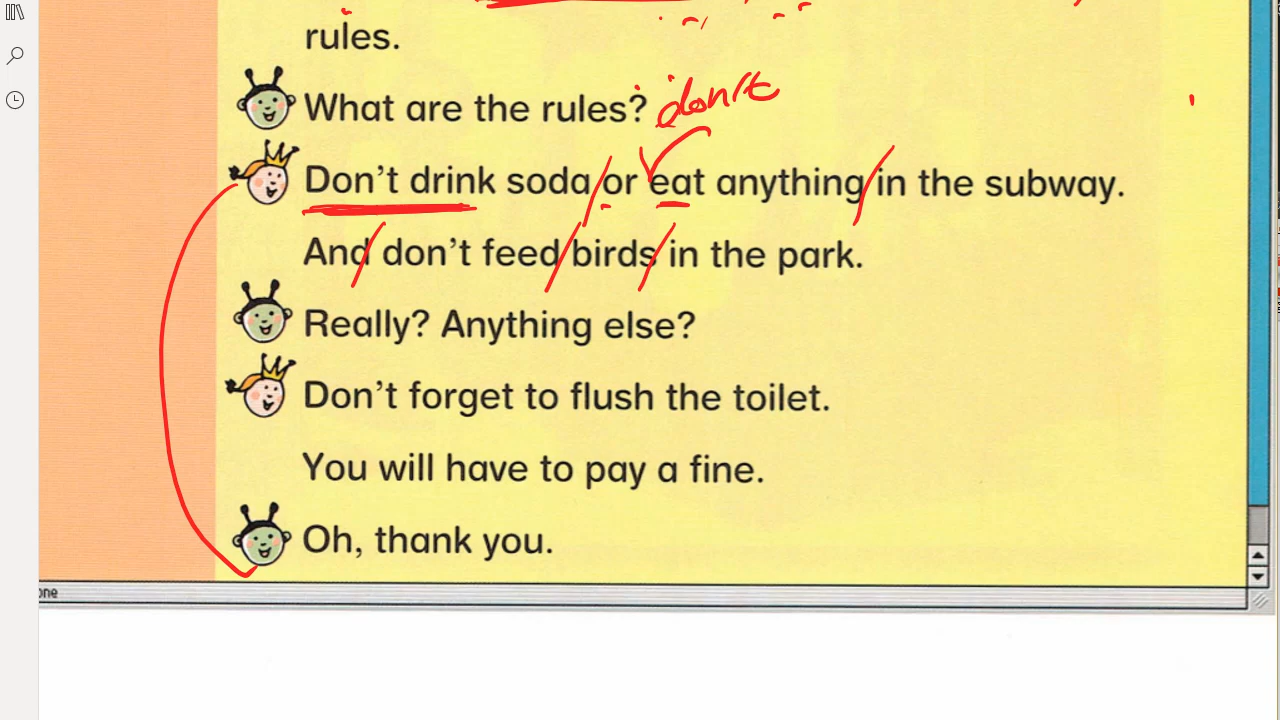 rules.
What are the rules? don't
Don't drink soda or eat anything in the subway.
And don't feed birds in the park.
Really? Anything else?
Don't forget to flush the toilet.
You will have to pay a fine.
Oh, thank you.
one